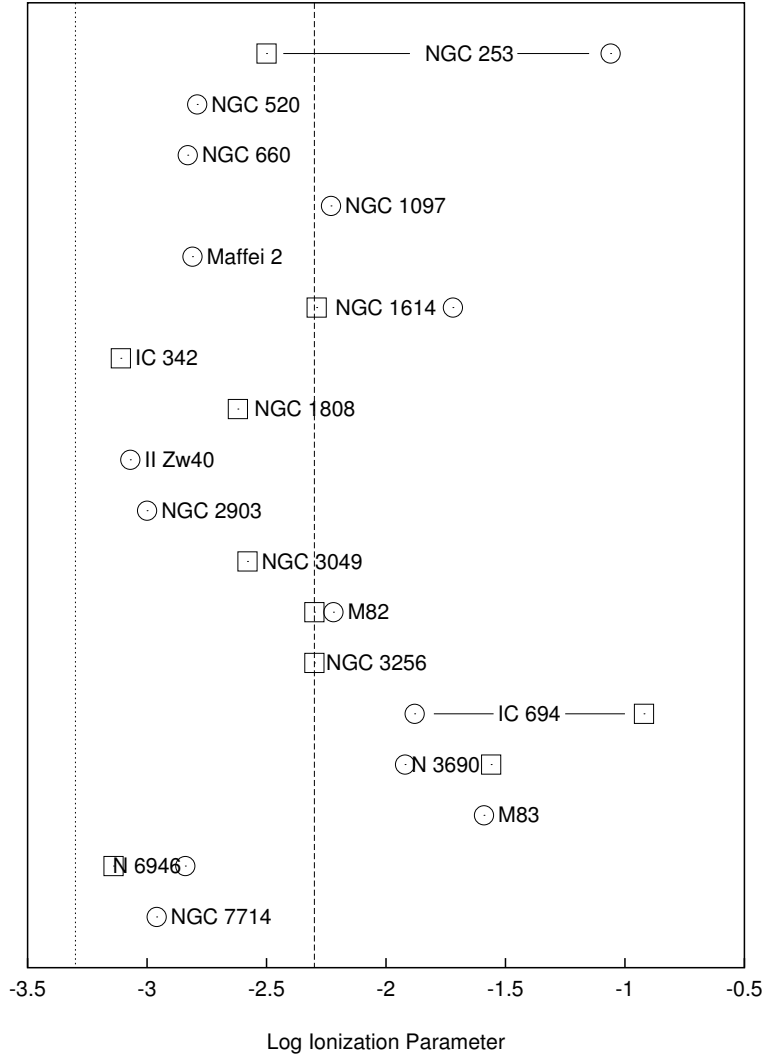 NGC 253
NGC 520
NGC 660
NGC 1097
Maffei 2
NGC 1614
IC 342
NGC 1808
II Zw40
NGC 2903
NGC 3049
M82
NGC 3256
IC 694
N 3690
M83
N 6946
NGC 7714
-3.5 -3 -2.5 -2 -1.5 -1 -0.5
Log Ionization Parameter